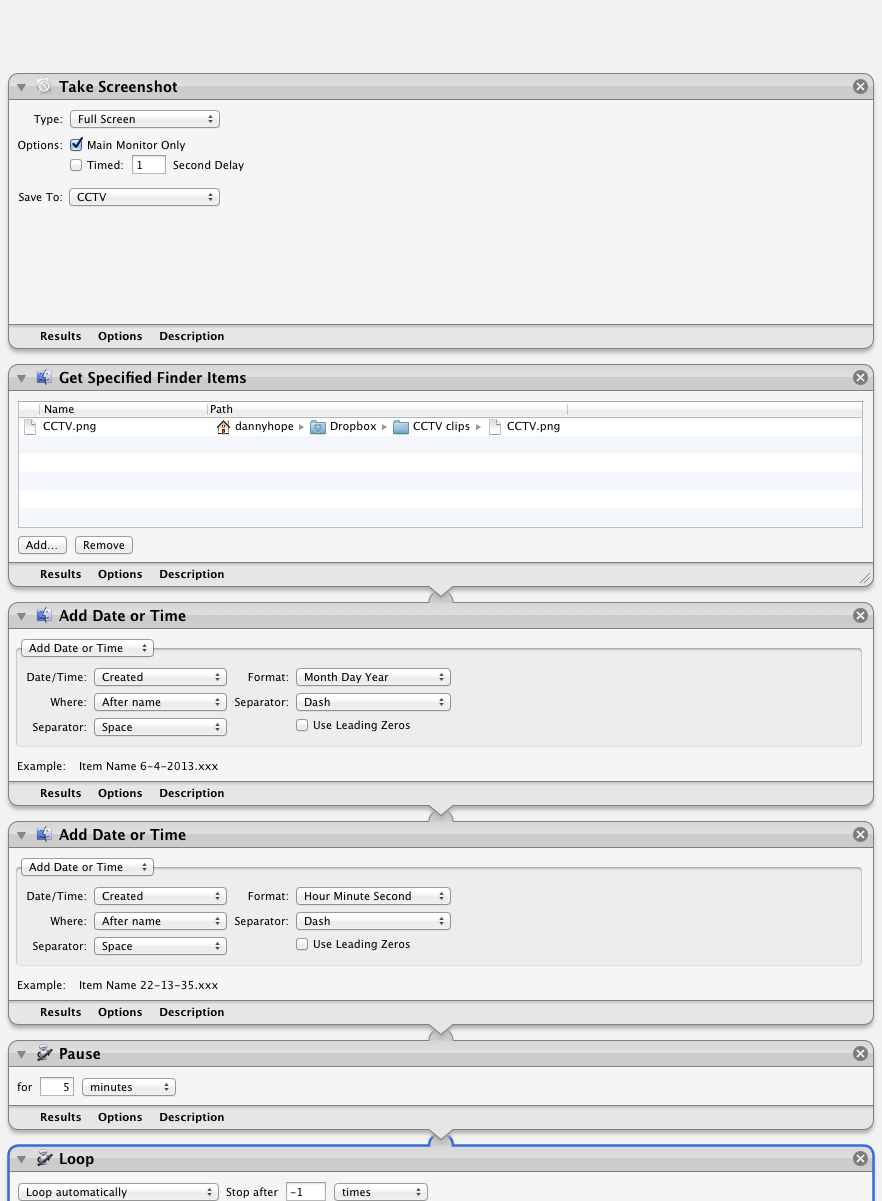 Take Screenshot
Type: Full Screen
Options: Main Monitor Only
Timed: 1 Second Delay
Save To: CCTV
Results Options Description
Get Specified Finder Items
Name Path
CCTV.png dannyhope Dropbox CCTV clips CCTV.png
Add... Remove
Results Options Description
Add Date or Time
Add Date or Time
Date/Time: Created Format: Month Day Year
Where: After name Separator: Dash
Separator: Space Use Leading Zeros
Example: Item Name 6-4-2013.xxx
Results Options Description
Add Date or Time
Add Date or Time
Date/Time: Created Format: Hour Minute Second
Where: After name Separator: Dash
Separator: Space Use Leading Zeros
Example: Item Name 22-13-35.xxx
Results Options Description
Pause
for 5 minutes
Results Options Description
Loop
Loop automatically Stop after -1 times